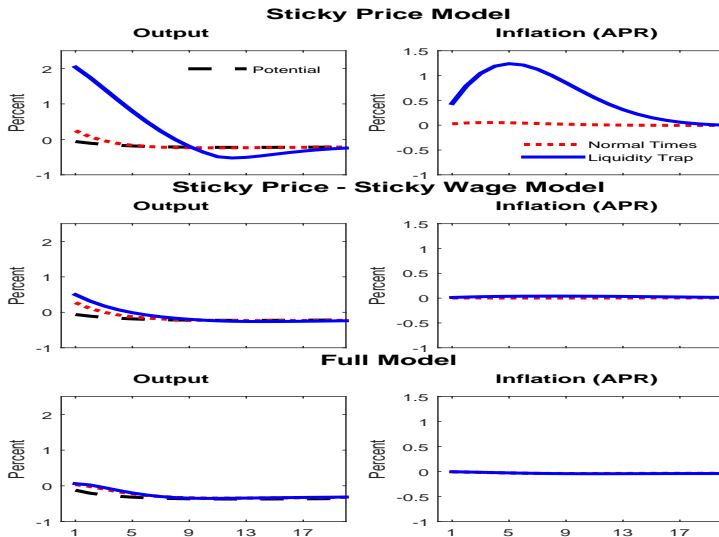 Sticky Price Model
Output
Inflation (APR)
Percent
2
1
0
-1
Potential
1.5
1
0.5
0
-0.5
-1
Normal Times
Liquidity Trap
Sticky Price - Sticky Wage Model
Output
Inflation (APR)
Percent
2
1
0
-1
Percent
1.5
1
0.5
0
-0.5
-1
Full Model
Output
Inflation (APR)
Percent
2
1
0
-1
1 5 9 13 17
Percent
1.5
1
0.5
0
-0.5
-1
1 5 9 13 17